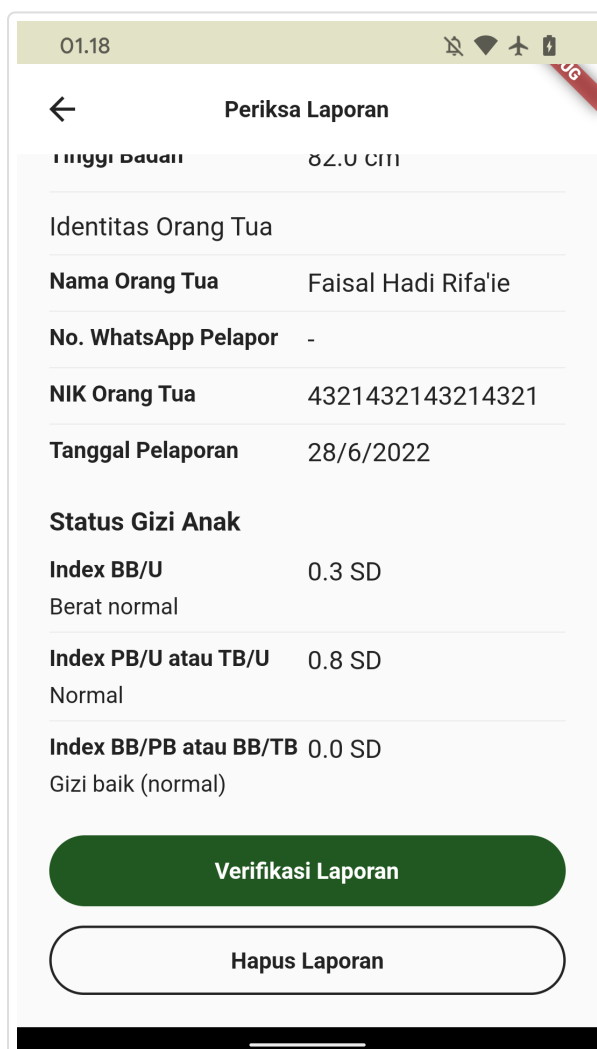 01.18
UG
Periksa Laporan
Tinggi Badan 82.0 cm
Identitas Orang Tua
Nama Orang Tua Faisal Hadi Rifa'ie
No. WhatsApp Pelapor -
NIK Orang Tua 4321432143214321
Tanggal Pelaporan 28/6/2022
Status Gizi Anak
Index BB/U 0.3 SD
Berat normal
Index PB/U atau TB/U 0.8 SD
Normal
Index BB/PB atau BB/TB 0.0 SD
Gizi baik (normal)
Verifikasi Laporan
Hapus Laporan